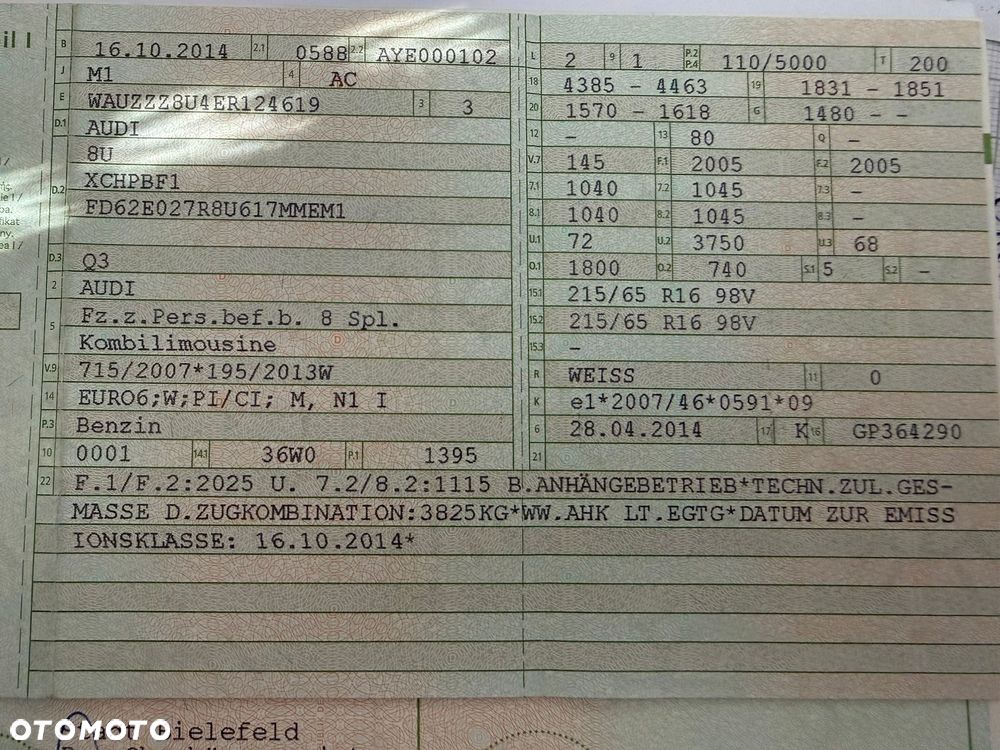 il I
B 16.10.2014 2.1 0588 2.2 AYE000102
J M1 4 AC
E WAUZZZ8U4ER124619 3 3
D.1 AUDI
8U
D.2 XCHPBF1
FD62E027R8U617MMEM1
D.3 Q3
2 AUDI
5 Fz.z.Pers.bef.b. 8 Spl.
Kombilimousine
V.9 715/2007*195/2013W
14 EURO6;W;PI/CI; M, N1 I
P.3 Benzin
10 0001 14.1 36W0 P.1 1395
L 2 9 1 P.2 P.4 110/5000 T 200
18 4385 - 4463 19 1831 - 1851
20 1570 - 1618 G 1480 - -
12 - 13 80 Q -
V.7 145 F.1 2005 F.2 2005
7.1 1040 7.2 1045 7.3 -
8.1 1040 8.2 1045 8.3 -
U.1 72 U.2 3750 U.3 68
O.1 1800 O.2 740 S.1 5 S.2 -
15.1 215/65 R16 98V
15.2 215/65 R16 98V
15.3 -
R WEISS 11 0
K e1*2007/46*0591*09
6 28.04.2014 17 K 16 GP364290
21
22 F.1/F.2:2025 U. 7.2/8.2:1115 B.ANHÄNGEBETRIEB*TECHN.ZUL.GES-
MASSE D.ZUGKOMBINATION:3825KG*WW.AHK LT.EGTG*DATUM ZUR EMISS
IONSKLASSE: 16.10.2014*
Stadt Bielefeld
OTOMOTO